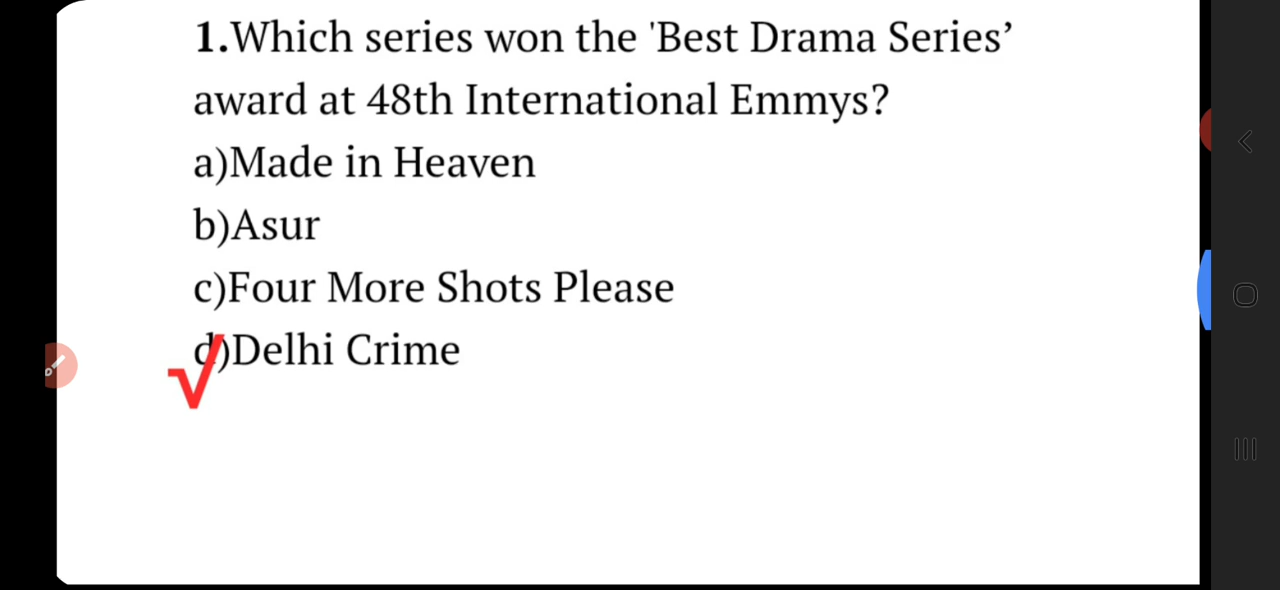 1.Which series won the 'Best Drama Series’
award at 48th International Emmys?
a)Made in Heaven
b)Asur
c)Four More Shots Please
d)Delhi Crime